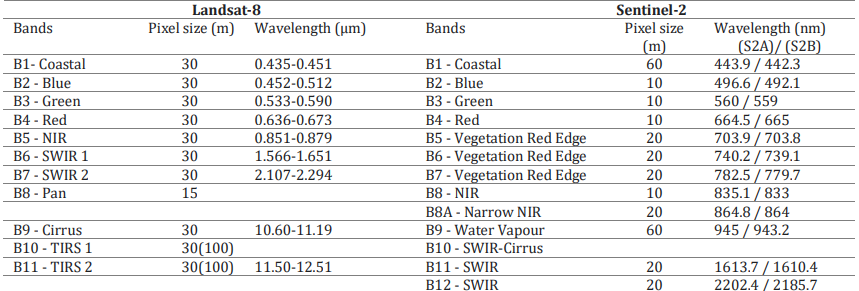 Landsat-8 Sentinel-2
Bands Pixel size (m) Wavelength (μm) Bands Pixel size Wavelength (nm)
(m) (S2A)/ (S2B)
B1- Coastal 30 0.435-0.451 B1 - Coastal 60 443.9 / 442.3
B2 - Blue 30 0.452-0.512 B2 - Blue 10 496.6 / 492.1
B3 - Green 30 0.533-0.590 B3 - Green 10 560 / 559
B4 - Red 30 0.636-0.673 B4 - Red 10 664.5 / 665
B5 - NIR 30 0.851-0.879 B5 - Vegetation Red Edge 20 703.9 / 703.8
B6 - SWIR 1 30 1.566-1.651 B6 - Vegetation Red Edge 20 740.2 / 739.1
B7 - SWIR 2 30 2.107-2.294 B7 - Vegetation Red Edge 20 782.5 / 779.7
B8 - Pan 15 B8 - NIR 10 835.1 / 833
B8A - Narrow NIR 20 864.8 / 864
B9 - Cirrus 30 10.60-11.19 B9 - Water Vapour 60 945 / 943.2
B10 - TIRS 1 30(100) B10 - SWIR-Cirrus
B11 - TIRS 2 30(100) 11.50-12.51 B11 - SWIR 20 1613.7 / 1610.4
B12 - SWIR 20 2202.4 / 2185.7